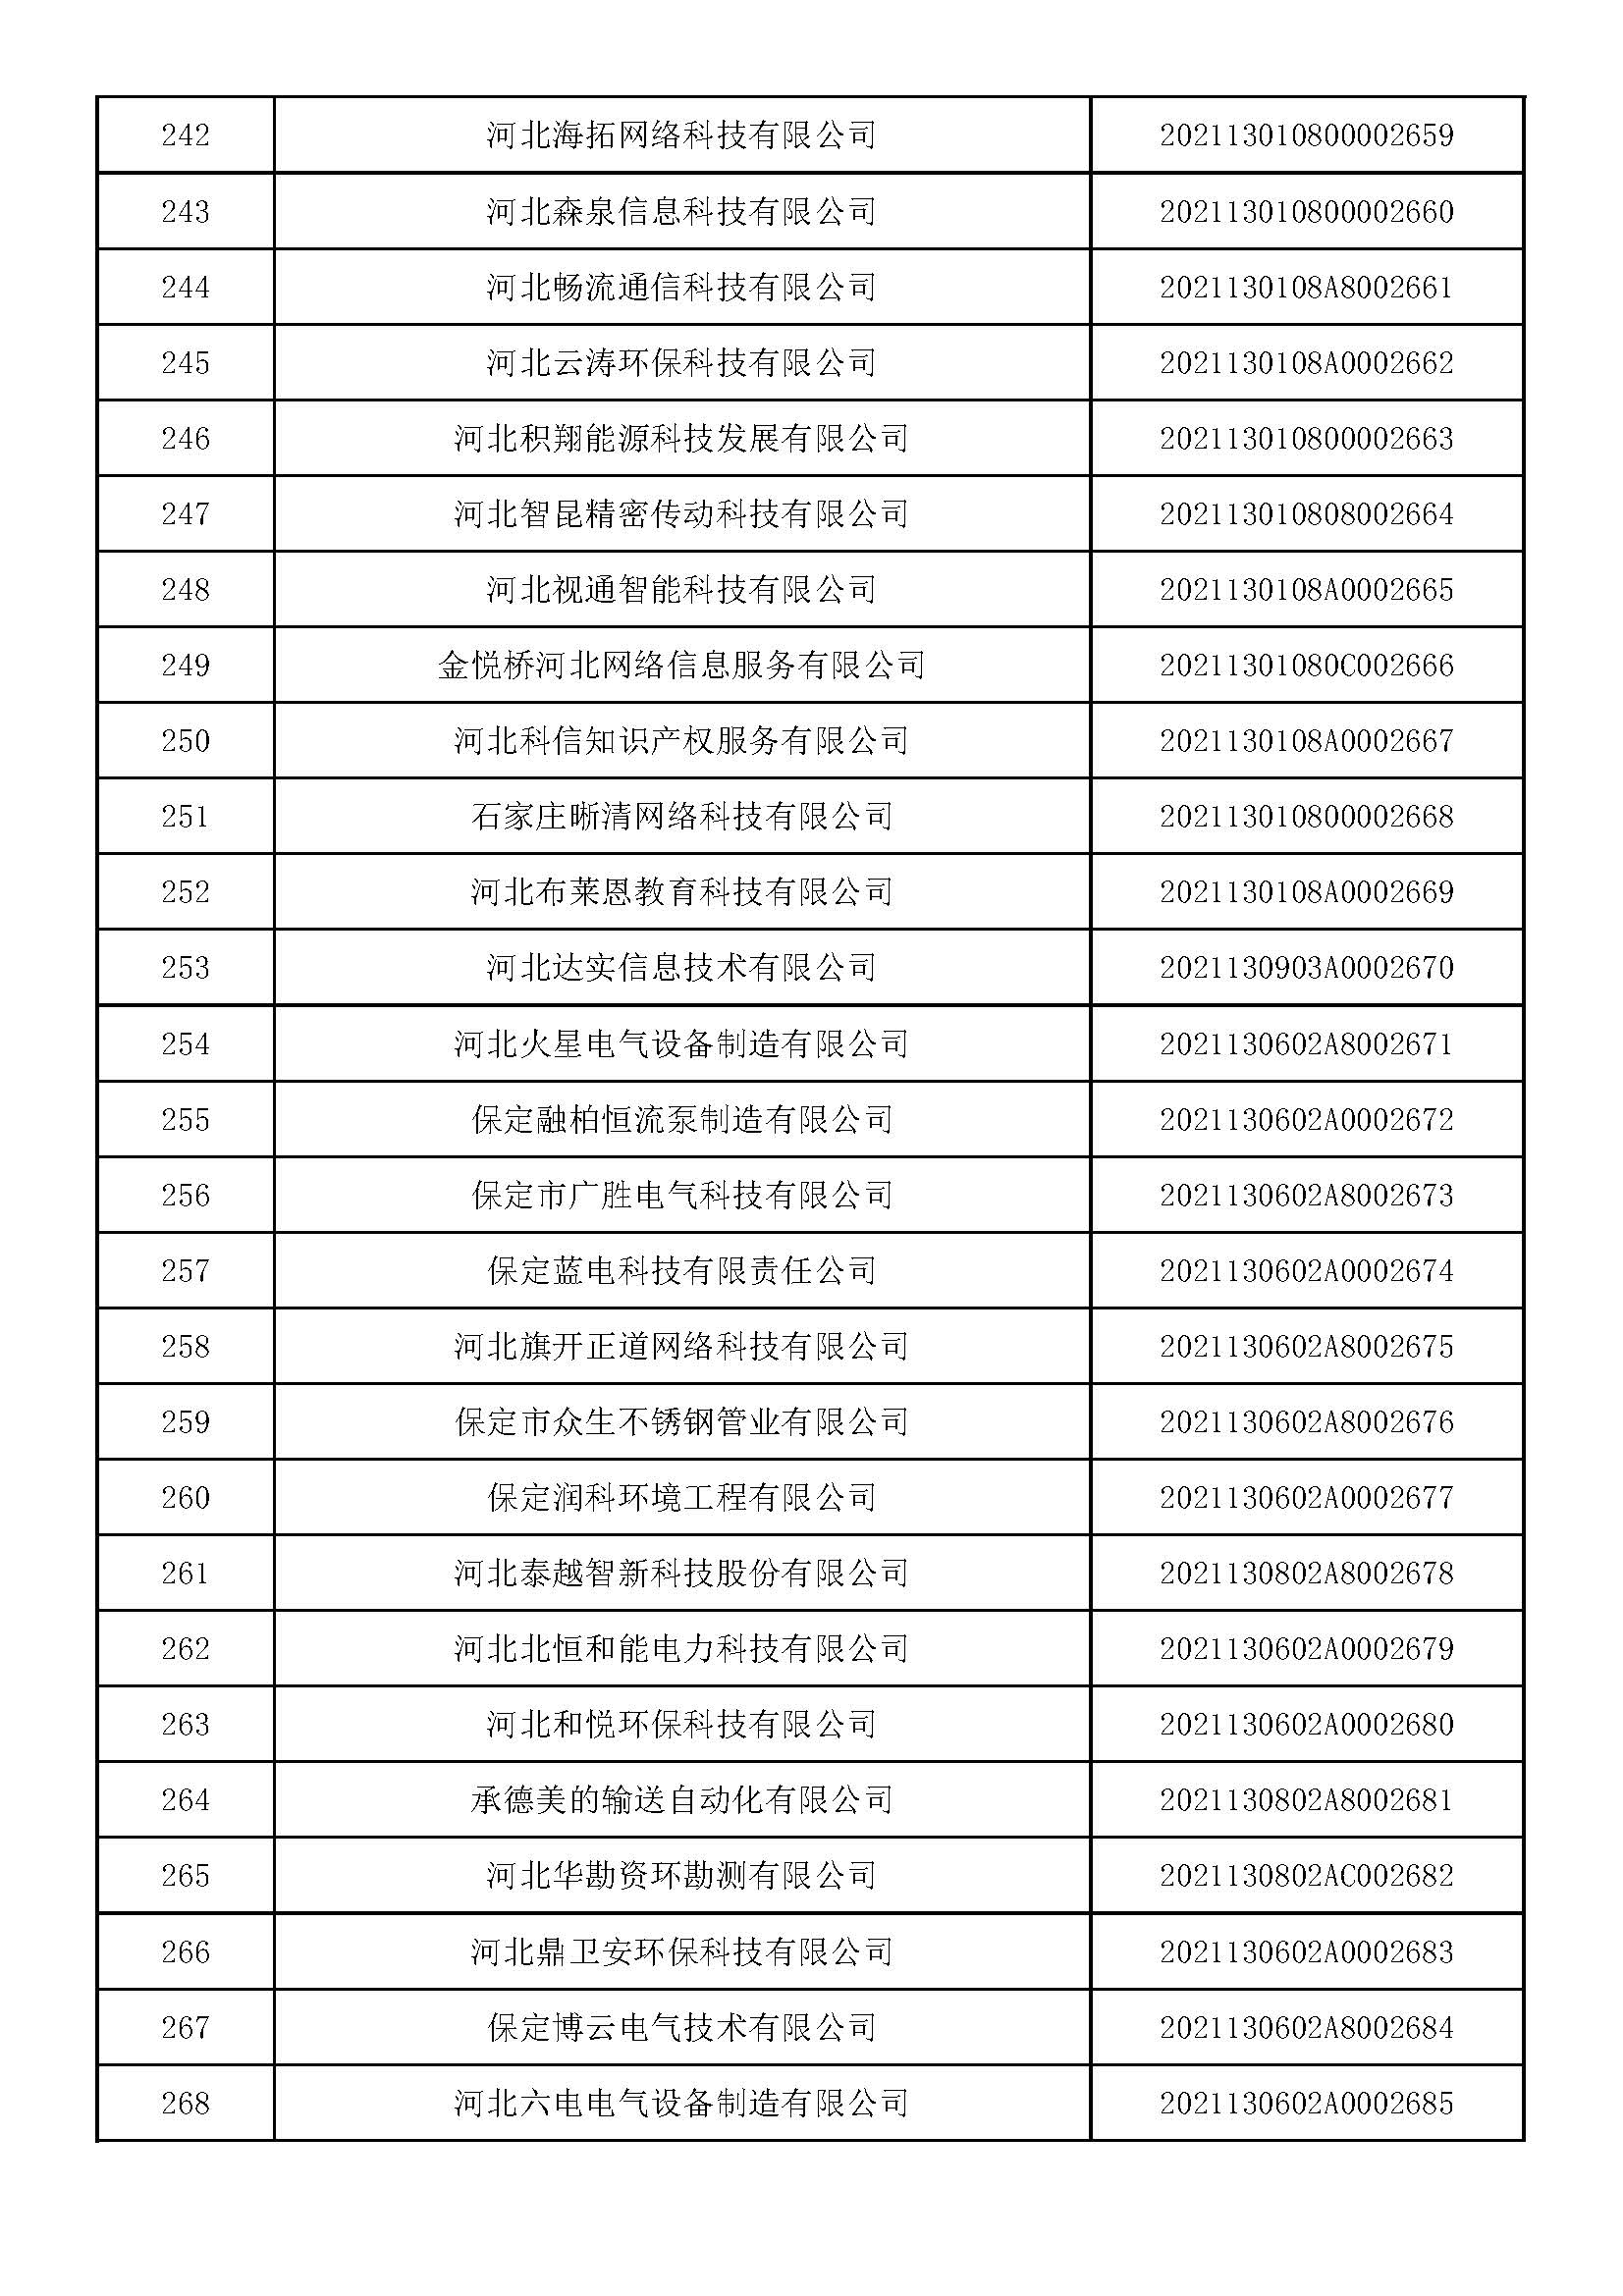 242 河北海拓网络科技有限公司 202113010800002659
243 河北森泉信息科技有限公司 202113010800002660
244 河北畅流通信科技有限公司 2021130108A8002661
245 河北云涛环保科技有限公司 2021130108A0002662
246 河北积翔能源科技发展有限公司 202113010800002663
247 河北智昆精密传动科技有限公司 202113010808002664
248 河北视通智能科技有限公司 2021130108A0002665
249 金悦桥河北网络信息服务有限公司 20211301080C002666
250 河北科信知识产权服务有限公司 2021130108A0002667
251 石家庄晰清网络科技有限公司 202113010800002668
252 河北布莱恩教育科技有限公司 2021130108A0002669
253 河北达实信息技术有限公司 2021130903A0002670
254 河北火星电气设备制造有限公司 2021130602A8002671
255 保定融柏恒流泵制造有限公司 2021130602A0002672
256 保定市广胜电气科技有限公司 2021130602A8002673
257 保定蓝电科技有限责任公司 2021130602A0002674
258 河北旗开正道网络科技有限公司 2021130602A8002675
259 保定市众生不锈钢管业有限公司 2021130602A8002676
260 保定润科环境工程有限公司 2021130602A0002677
261 河北泰越智新科技股份有限公司 2021130802A8002678
262 河北北恒和能电力科技有限公司 2021130602A0002679
263 河北和悦环保科技有限公司 2021130602A0002680
264 承德美的输送自动化有限公司 2021130802A8002681
265 河北华勘资环勘测有限公司 2021130802AC002682
266 河北鼎卫安环保科技有限公司 2021130602A0002683
267 保定博云电气技术有限公司 2021130602A8002684
268 河北六电电气设备制造有限公司 2021130602A0002685